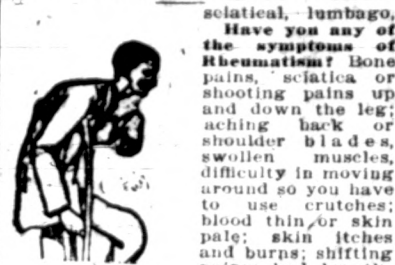 sciatical, lumbago,
Have you any of
the symptoms of
Rheumatism? Bone
pains, sciatica or
shooting pains up
and down the leg;
aching back or
shoulder blades,
swollen muscles,
difficulty in moving
around so you have
to use crutches;
blood thin or skin
pale; skin itches
and burns; shifting